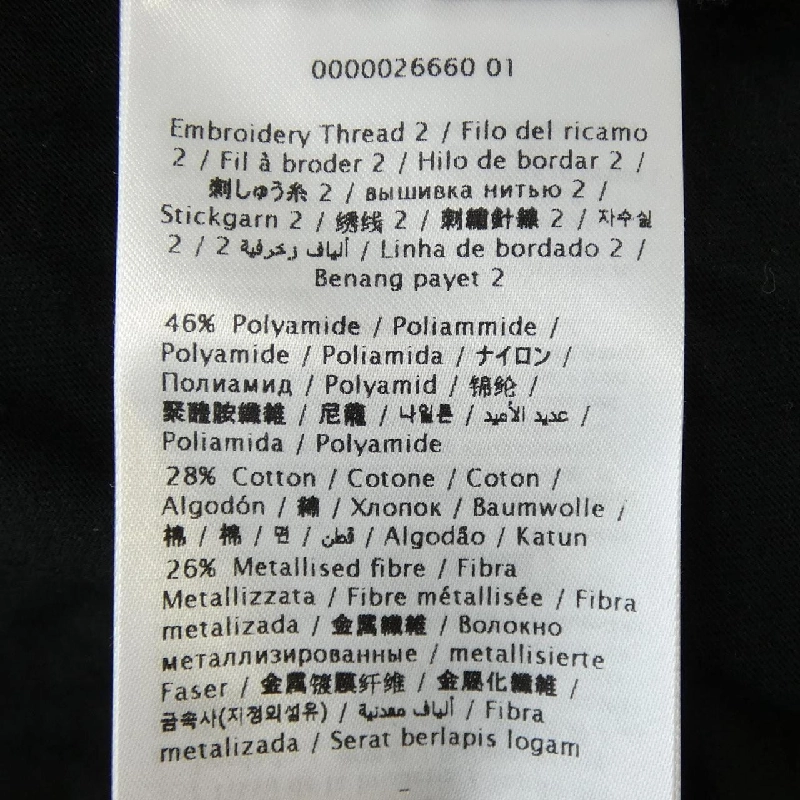 0000026660 01
Embroidery Thread 2 / Filo del ricamo
2 / Fil à broder 2 / Hilo de bordar 2 /
刺しゅう糸 2 / вышивка нитью 2 /
Stickgarn 2 / 绣线 2 / 刺繡針線 2 / 자수실
2 / 2 ألياف زخرفية / Linha de bordado 2 /
Benang payet 2
46% Polyamide / Poliammide /
Polyamide / Poliamida / ナイロン /
Полиамид / Polyamid / 锦纶 /
聚醯胺纖維 / 尼龍 / 나일론 / عديد الأميد /
Poliamida / Polyamide
28% Cotton / Cotone / Coton /
Algodón / 綿 / Хлопок / Baumwolle /
棉 / 棉 / 면 / قطن / Algodão / Katun
26% Metallised fibre / Fibra
Metallizzata / Fibre métallisée / Fibra
metalizada / 金属繊維 / Волокно
металлизированные / metallisierte
Faser / 金属镀膜纤维 / 金屬化纖維 /
금속사(지정외섬유) / ألياف معدنية / Fibra
metalizada / Serat berlapis logam